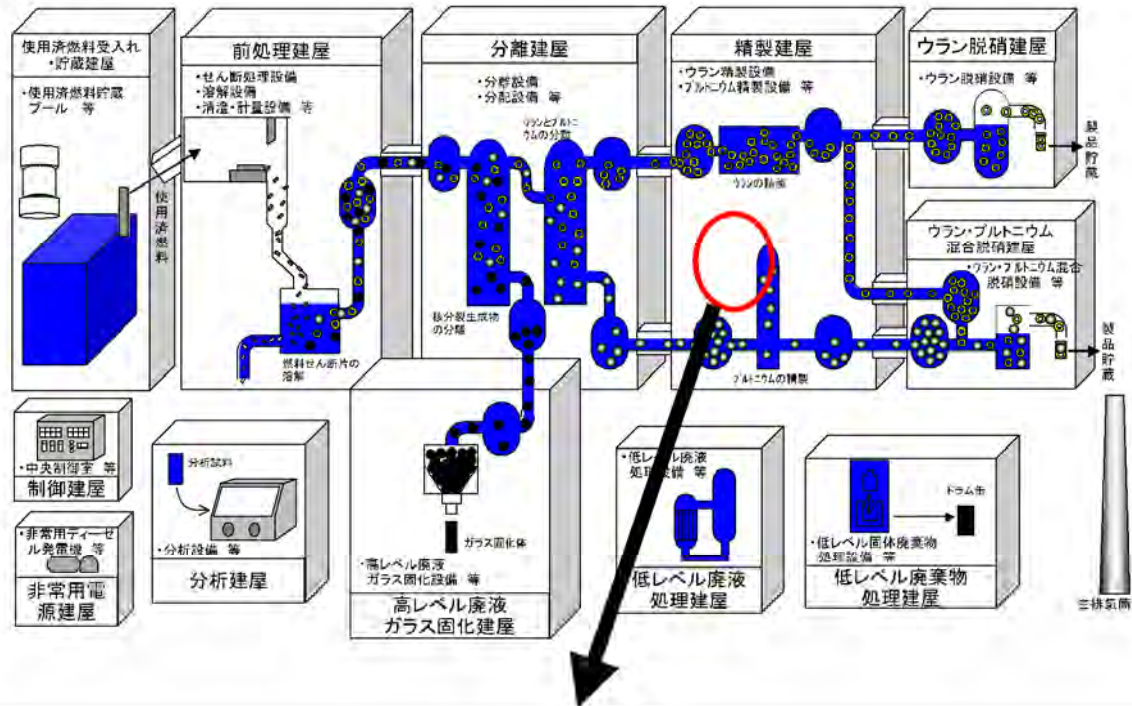 使用済燃料受入れ
・貯蔵建屋
・使用済燃料貯蔵
プール 等
使用済燃料
前処理建屋
・せん断処理設備
・溶解設備
・清澄・計量設備 等
燃料せん断片の
溶解
分離建屋
・分離設備
・分配設備 等
ウランとプルトニ
ウムの分離
核分裂生成物
の分離
精製建屋
・ウラン精製設備
・プルトニウム精製設備 等
ウランの精製
プルトニウムの精製
ウラン脱硝建屋
・ウラン脱硝設備 等
製品貯蔵
ウラン・プルトニウム
混合脱硝建屋
・ウラン・プルトニウム混合
脱硝設備 等
製品貯蔵
・中央制御室 等
制御建屋
・非常用ディーゼ
ル発電機 等
非常用電
源建屋
分析試料
・分析設備 等
分析建屋
ガラス固化体
・高レベル廃液
ガラス固化設備 等
高レベル廃液
ガラス固化建屋
・低レベル廃液
処理設備 等
低レベル廃液
処理建屋
ドラム缶
・低レベル固体廃棄物
処理設備 等
低レベル廃棄物
処理建屋
主排気筒